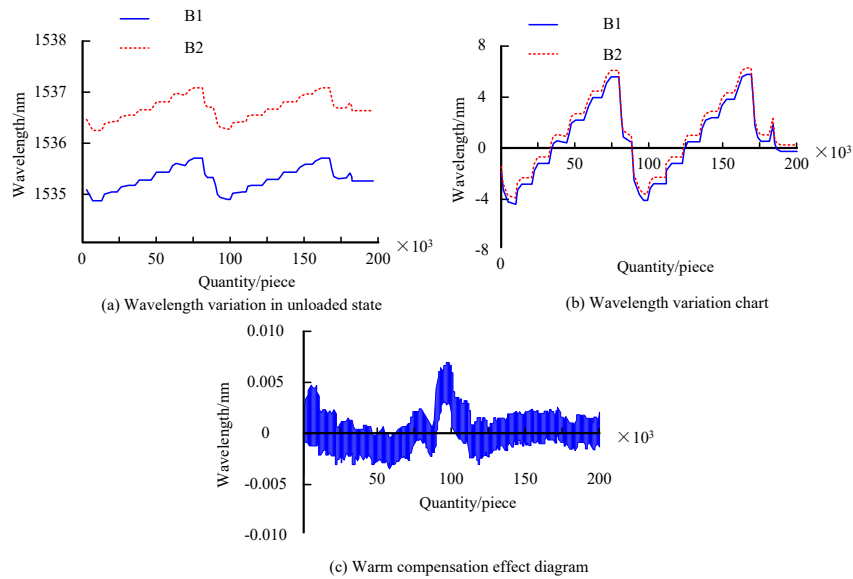 B1
B2
1538
1537
1536
1535
Wavelength/nm
50
100
150
200
×10³
Quantity/piece
(a) Wavelength variation in unloaded state
B1
B2
8
4
0
-4
-8
Wavelength/nm
50
100
150
200
×10³
0
Quantity/piece
(b) Wavelength variation chart
0.010
0.005
0
-0.005
-0.010
Wavelength/nm
50
100
150
200
×10³
Quantity/piece
(c) Warm compensation effect diagram